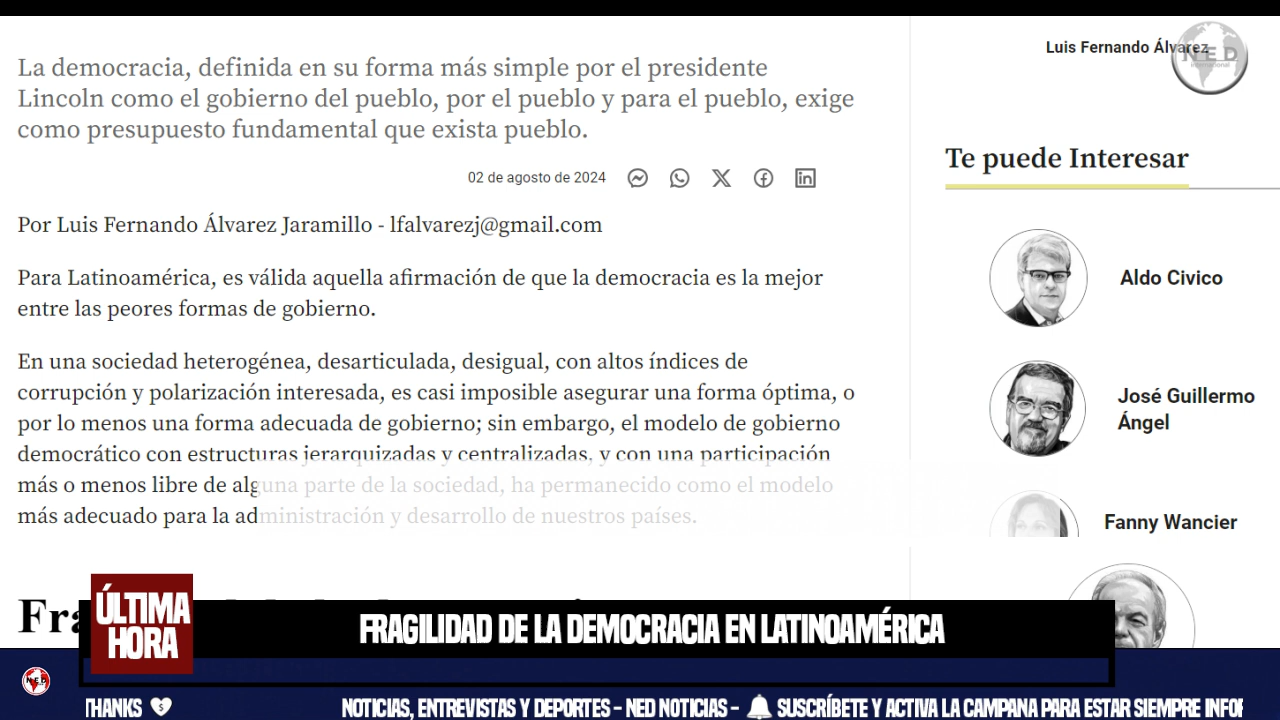 Luis Fernando Álvarez
NED
international
La democracia, definida en su forma más simple por el presidente
Lincoln como el gobierno del pueblo, por el pueblo y para el pueblo, exige
como presupuesto fundamental que exista pueblo.
02 de agosto de 2024
Te puede Interesar
Por Luis Fernando Álvarez Jaramillo - lfalvarezj@gmail.com
Para Latinoamérica, es válida aquella afirmación de que la democracia es la mejor
entre las peores formas de gobierno.
Aldo Civico
En una sociedad heterogénea, desarticulada, desigual, con altos índices de
corrupción y polarización interesada, es casi imposible asegurar una forma óptima, o
por lo menos una forma adecuada de gobierno; sin embargo, el modelo de gobierno
democrático con estructuras jerarquizadas y centralizadas, y con una participación
más o menos libre de alguna parte de la sociedad, ha permanecido como el modelo
más adecuado para la administración y desarrollo de nuestros países.
José Guillermo
Ángel
Fanny Wancier
ÚLTIMA
HORA
FRAGILIDAD DE LA DEMOCRACIA EN LATINOAMÉRICA
NED
THANKS NOTICIAS, ENTREVISTAS Y DEPORTES - NED NOTICIAS - SUSCRÍBETE Y ACTIVA LA CAMPANA PARA ESTAR SIEMPRE INFOR